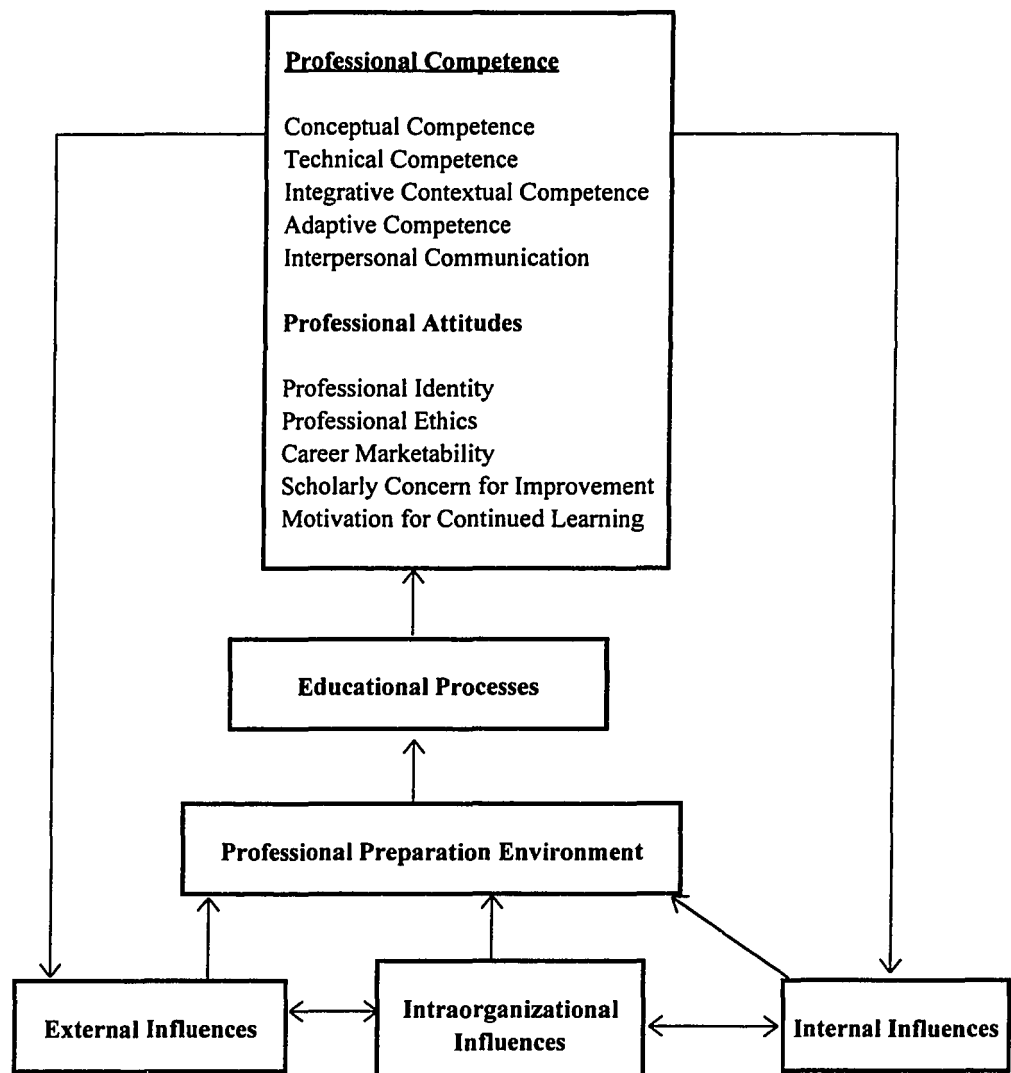 Professional Competence
Conceptual Competence
Technical Competence
Integrative Contextual Competence
Adaptive Competence
Interpersonal Communication
Professional Attitudes
Professional Identity
Professional Ethics
Career Marketability
Scholarly Concern for Improvement
Motivation for Continued Learning
Educational Processes
Professional Preparation Environment
External Influences
Intraorganizational
Influences
Internal Influences